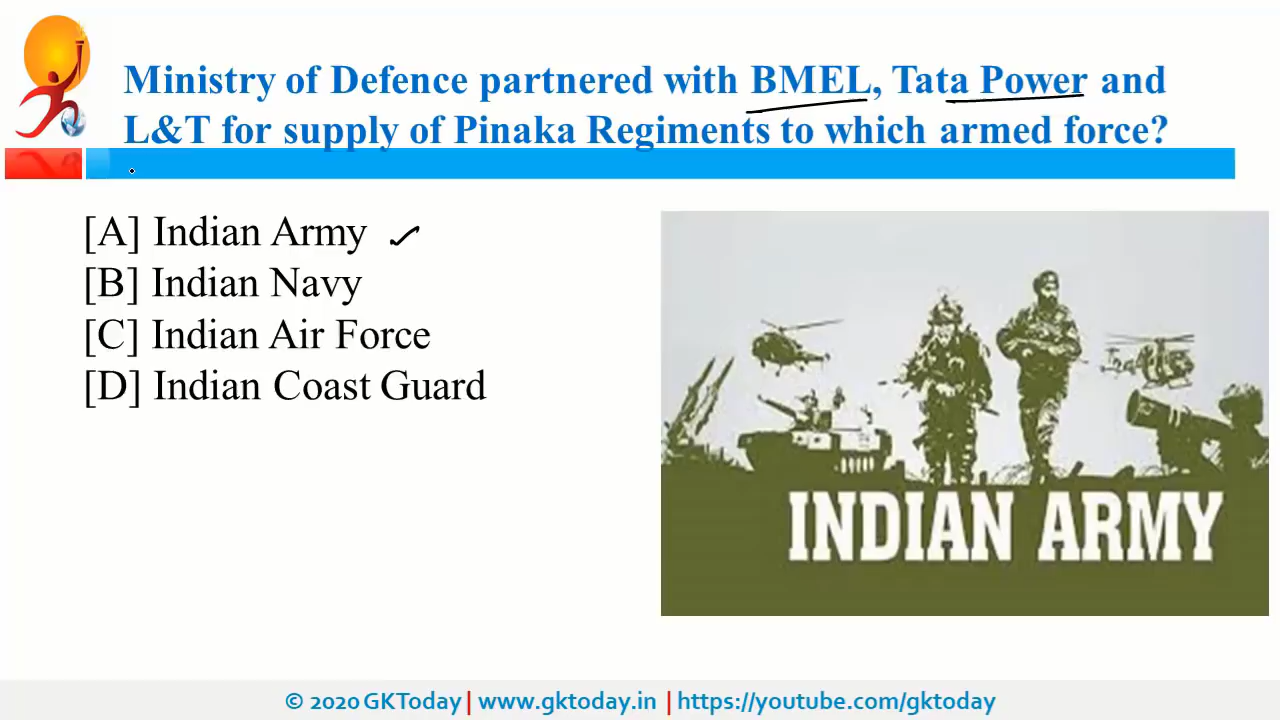 Ministry of Defence partnered with BMEL, Tata Power and
L&T for supply of Pinaka Regiments to which armed force?
[A] Indian Army
[B] Indian Navy
[C] Indian Air Force
[D] Indian Coast Guard
INDIAN ARMY
© 2020 GKToday | www.gktoday.in | https://youtube.com/gktoday